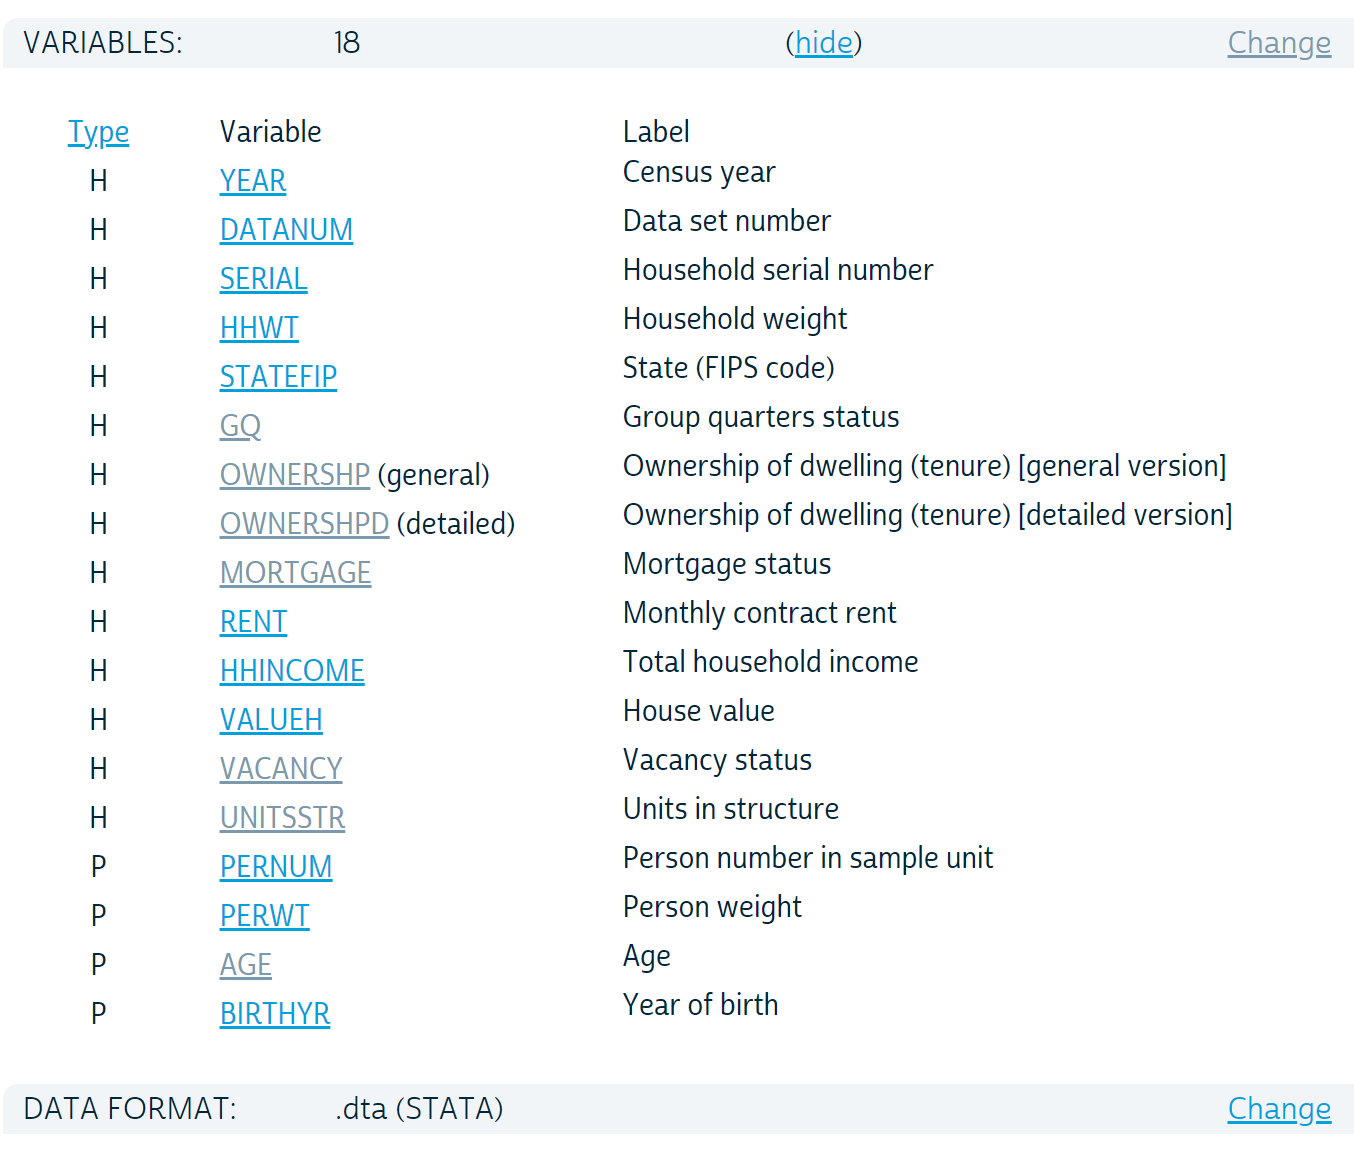 VARIABLES: 18 (hide) Change
Type Variable Label
H YEAR Census year
H DATANUM Data set number
H SERIAL Household serial number
H HHWT Household weight
H STATEFIP State (FIPS code)
H GQ Group quarters status
H OWNERSHP (general) Ownership of dwelling (tenure) [general version]
H OWNERSHPD (detailed) Ownership of dwelling (tenure) [detailed version]
H MORTGAGE Mortgage status
H RENT Monthly contract rent
H HHINCOME Total household income
H VALUEH House value
H VACANCY Vacancy status
H UNITSSTR Units in structure
P PERNUM Person number in sample unit
P PERWT Person weight
P AGE Age
P BIRTHYR Year of birth
DATA FORMAT: .dta (STATA) Change